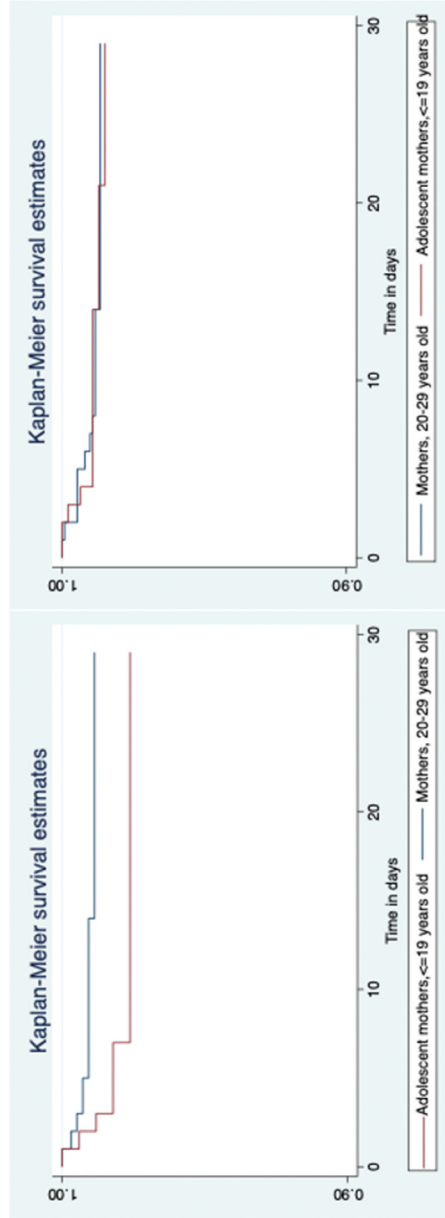 Kaplan-Meier survival estimates
1.00
0.90
0 10 20 30
Time in days
Adolescent mothers,<=19 years old Mothers, 20-29 years old
Kaplan-Meier survival estimates
1.00
0.90
0 10 20 30
Time in days
Mothers, 20-29 years old Adolescent mothers,<=19 years old